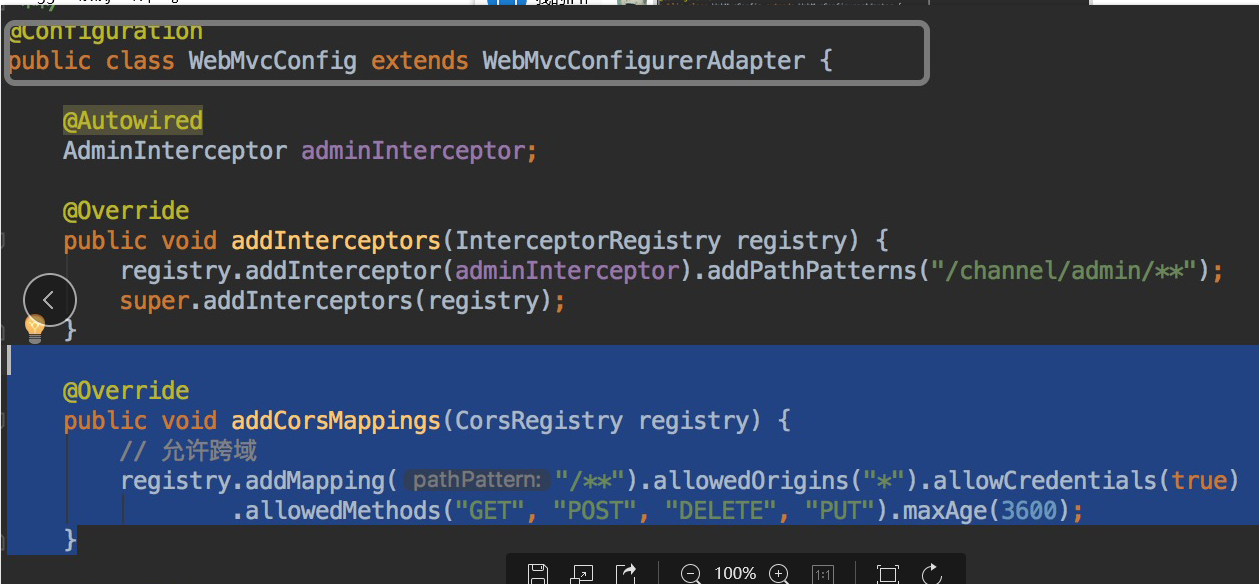 @Configuration
public class WebMvcConfig extends WebMvcConfigurerAdapter {
@Autowired
AdminInterceptor adminInterceptor;
@Override
public void addInterceptors(InterceptorRegistry registry) {
registry.addInterceptor(adminInterceptor).addPathPatterns("/channel/admin/**");
super.addInterceptors(registry);
}
@Override
public void addCorsMappings(CorsRegistry registry) {
// 允许跨域
registry.addMapping( pathPattern: "/**").allowedOrigins("*").allowCredentials(true)
.allowedMethods("GET", "POST", "DELETE", "PUT").maxAge(3600);
}
100%
1:1